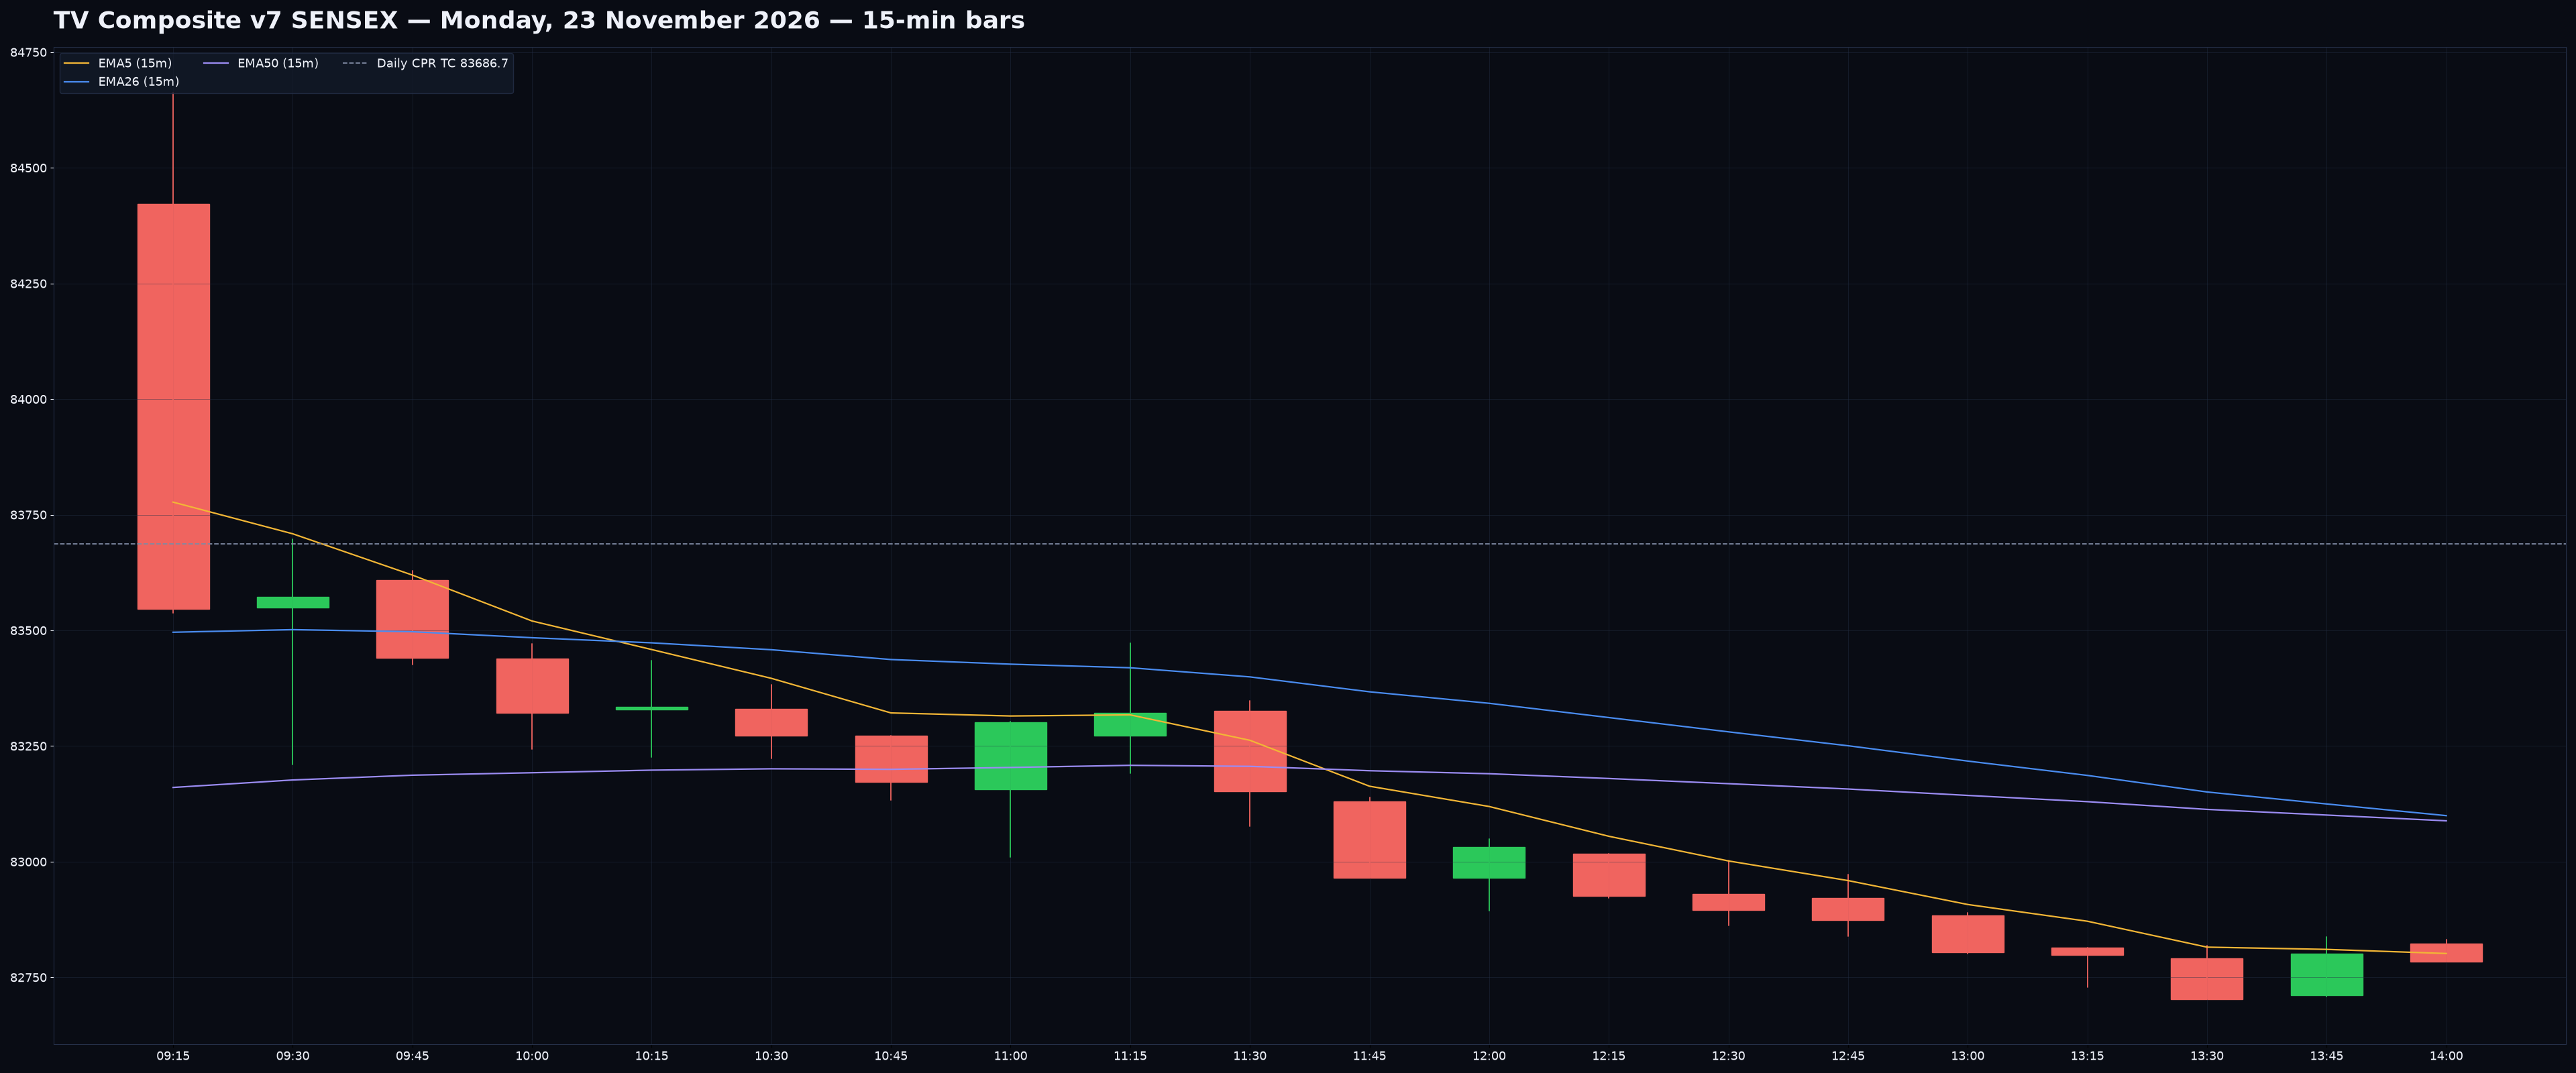 TV Composite v7 SENSEX — Monday, 23 November 2026 — 15-min bars
EMA5 (15m) EMA50 (15m) Daily CPR TC 83686.7
EMA26 (15m)
84750
84500
84250
84000
83750
83500
83250
83000
82750
09:15 09:30 09:45 10:00 10:15 10:30 10:45 11:00 11:15 11:30 11:45 12:00 12:15 12:30 12:45 13:00 13:15 13:30 13:45 14:00